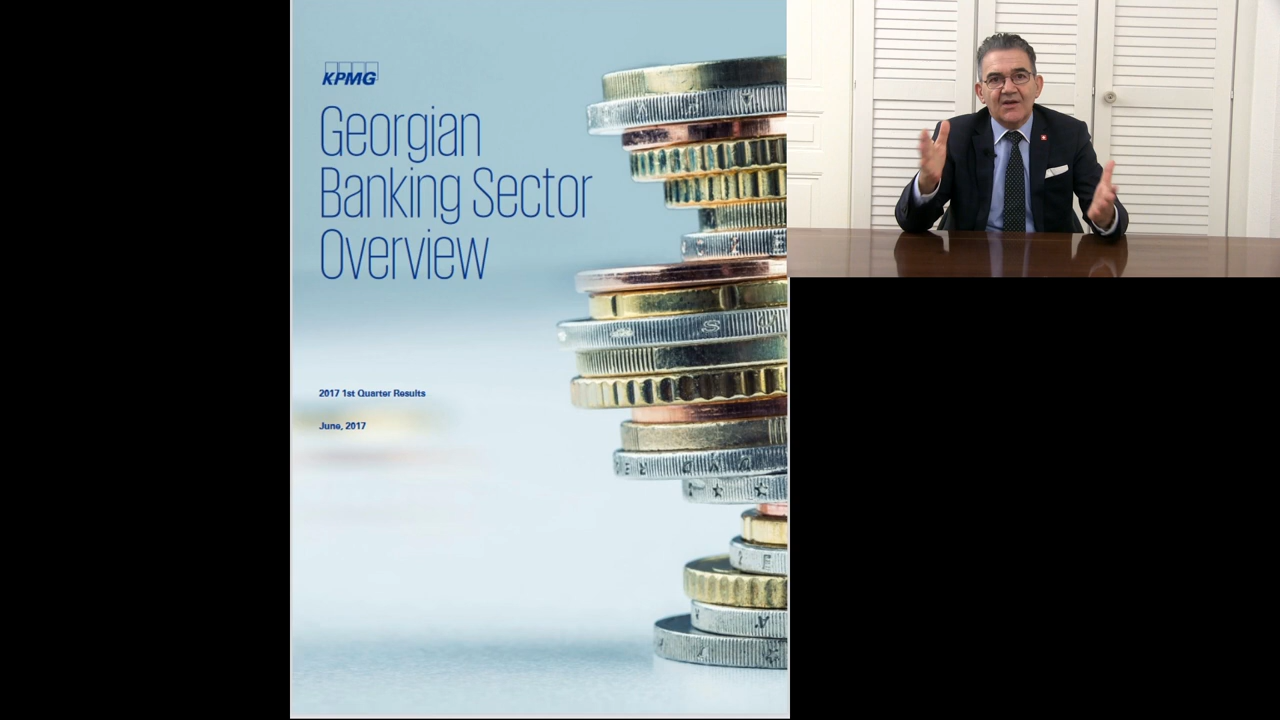 KPMG
Georgian
Banking Sector
Overview
2017 1st Quarter Results
June, 2017